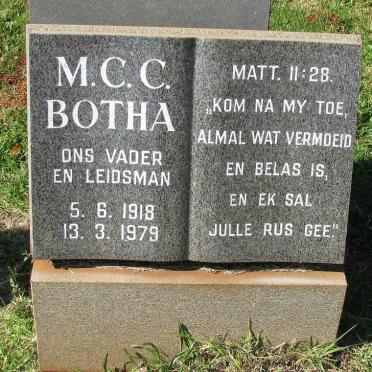 M.C.C.
BOTHA
ONS VADER
EN LEIDSMAN
5.6.1918
13.3.1979
MATT. 11:28.
„KOM NA MY TOE,
ALMAL WAT VERMOEID
EN BELAS IS,
EN EK SAL
JULLE RUS GEE."